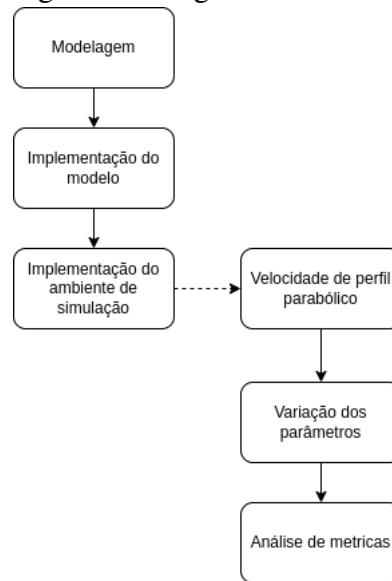 Modelagem
Implementação do
modelo
Implementação do
ambiente de
simulação
Velocidade de perfil
parabólico
Variação dos
parâmetros
Análise de metricas